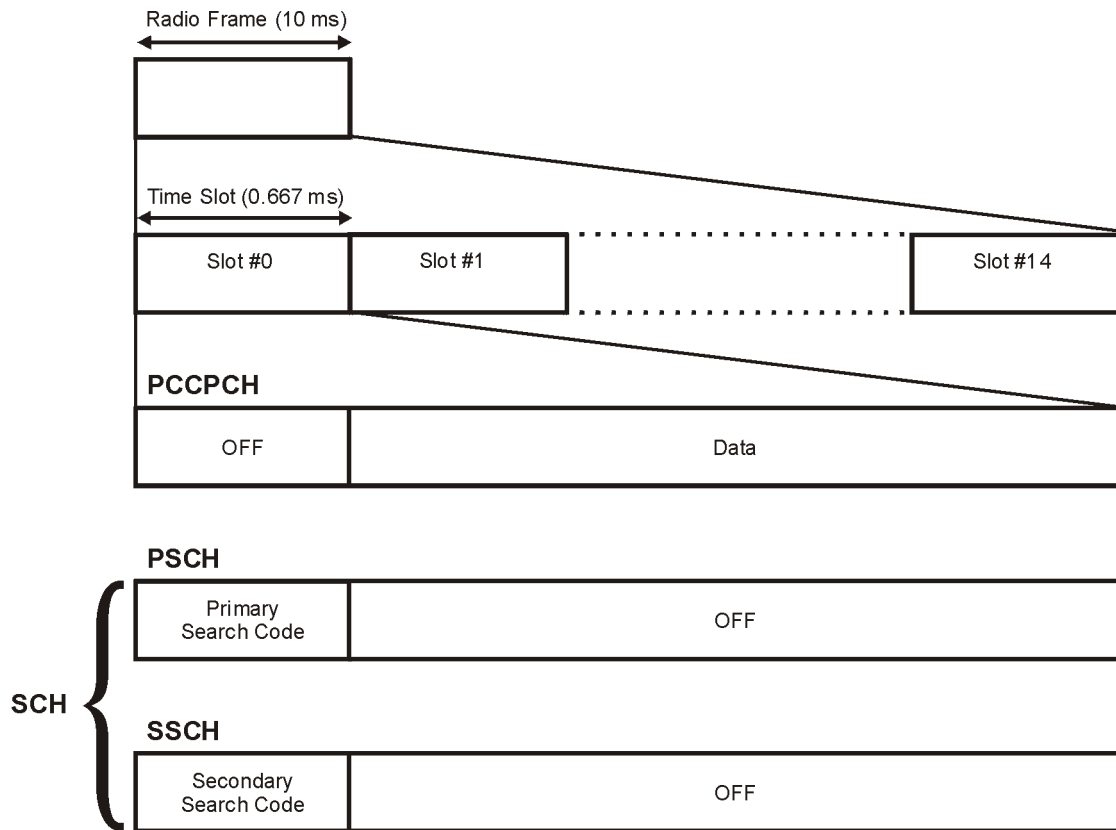 Radio Frame (10 ms)
Time Slot (0.667 ms)
Slot #0
Slot #1
Slot #14
PCCPCH
OFF
Data
PSCH
Primary
Search Code
OFF
SCH
SSCH
Secondary
Search Code
OFF